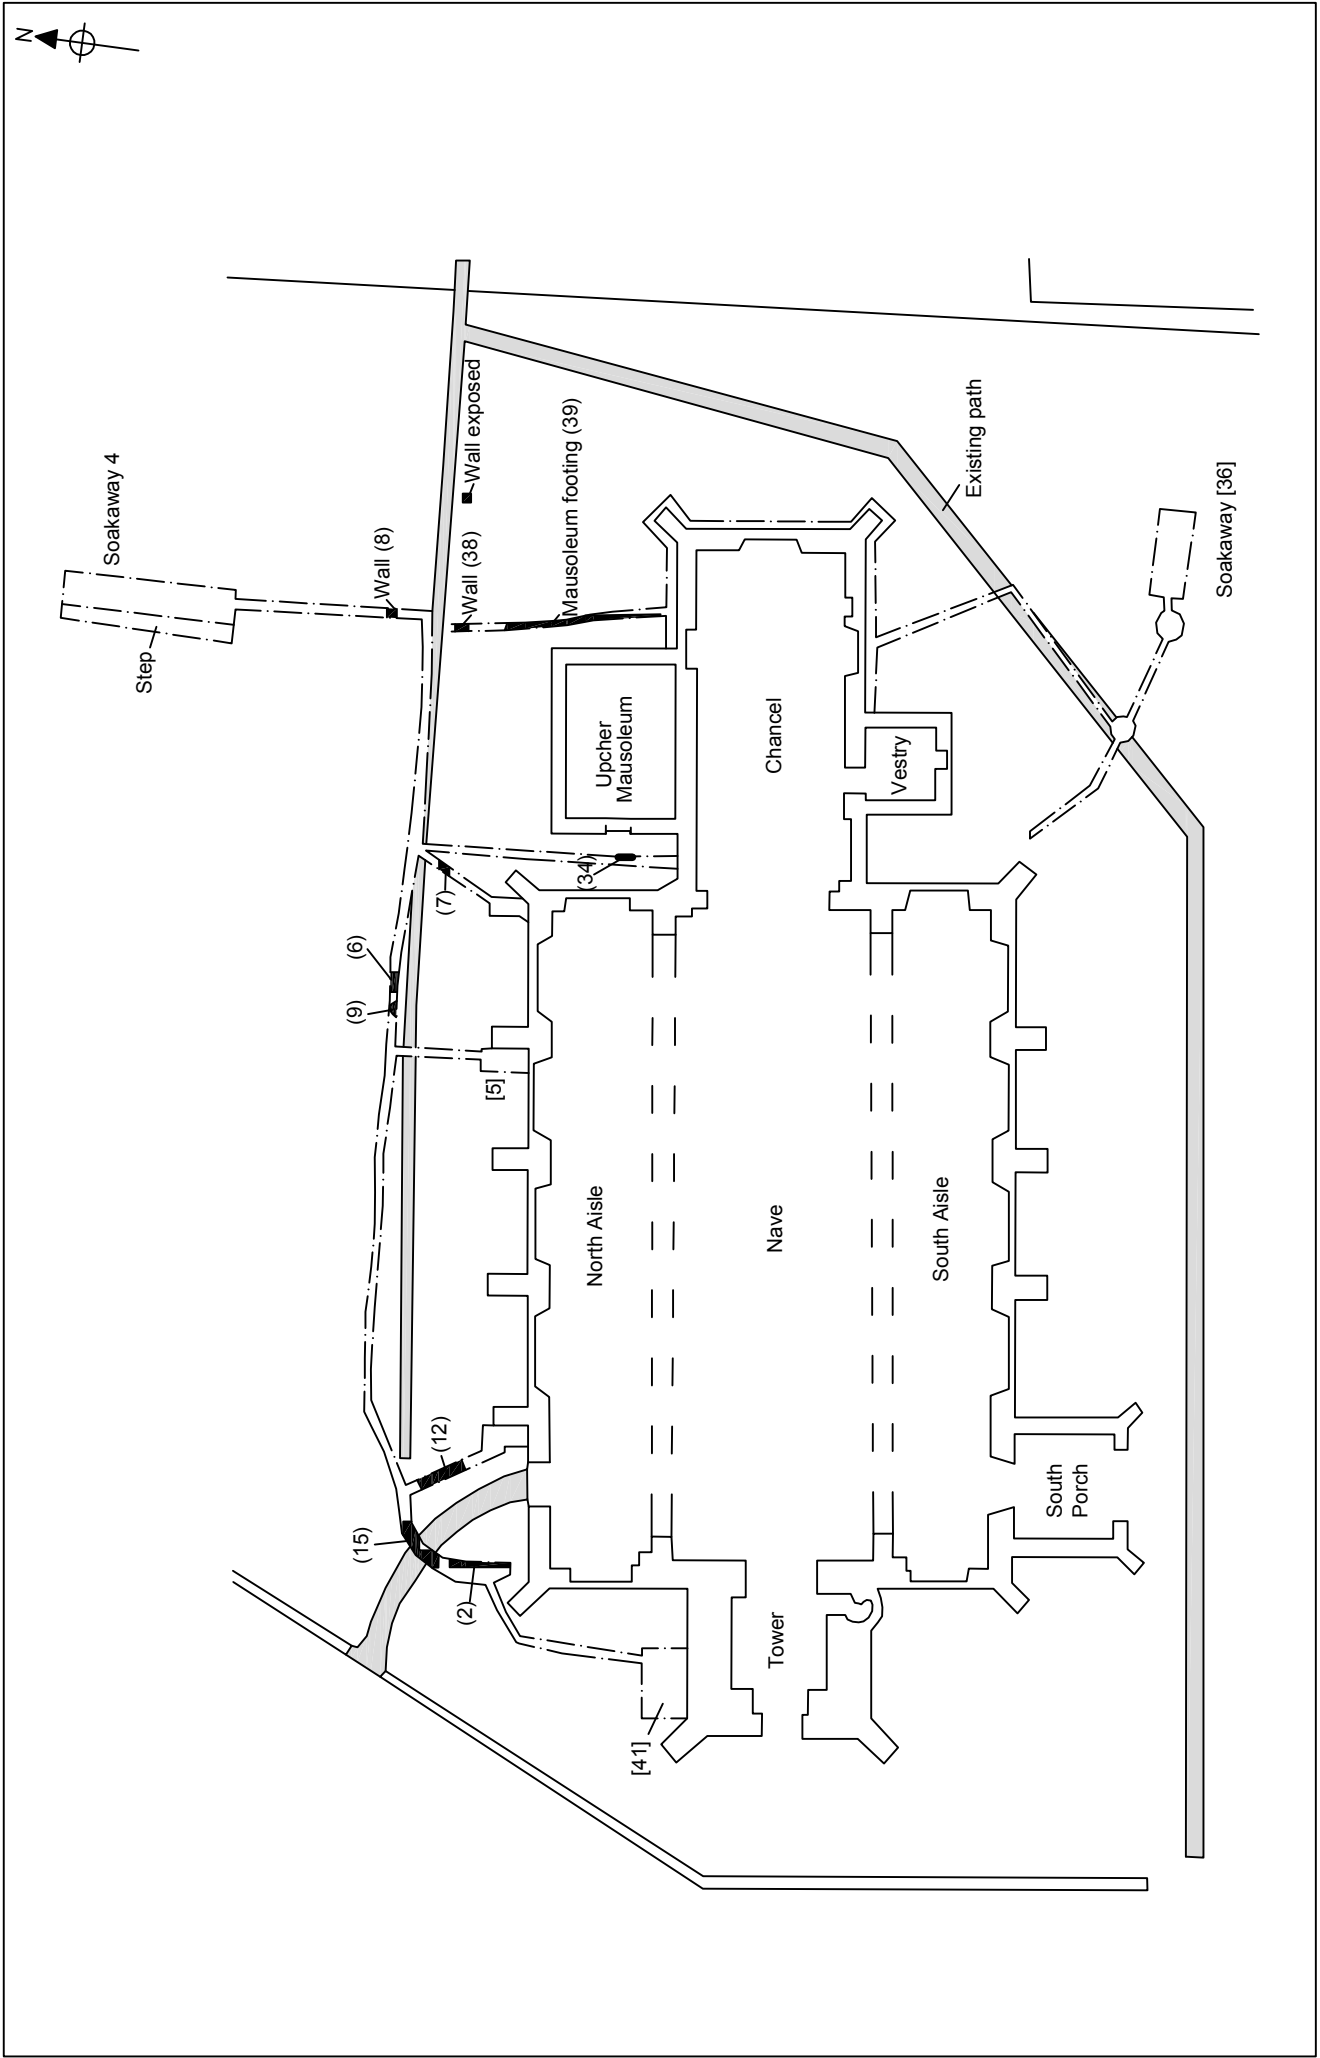 N
Soakaway 4
Step
Wall (8)
Wall exposed
Wall (38)
Mausoleum footing (39)
Existing path
Soakaway [36]
Upcher
Mausoleum
Chancel
Vestry
(34)
(7)
(6)
(9)
[5]
North Aisle
Nave
South Aisle
(12)
(15)
(2)
South
Porch
Tower
[41]